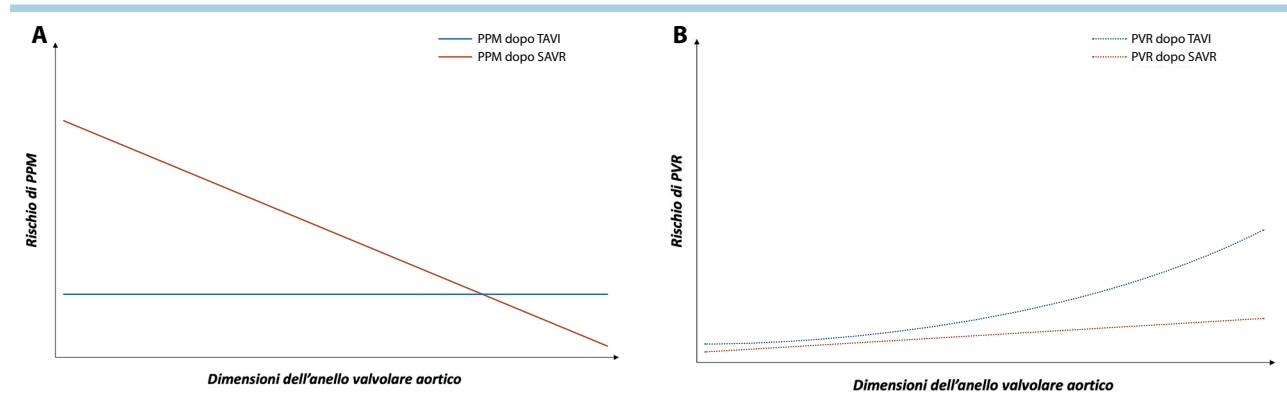 A
PPM dopo TAVI
PPM dopo SAVR
Rischio di PPM
Dimensioni dell'anello valvolare aortico
B
PVR dopo TAVI
PVR dopo SAVR
Rischio di PVR
Dimensioni dell'anello valvolare aortico